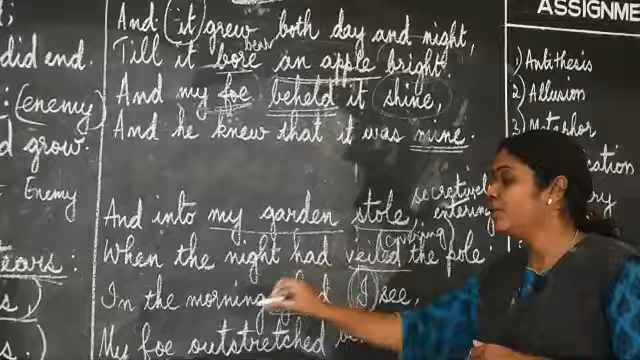 did end.
(enemy)
d grow.
Enemy
ears:
And (it) grew both day and night,
Till it bore an apple bright.
bear
And my foe beheld it shine,
And he knew that it was mine.
And into my garden stole, secretively entering
When the night had veiled the pole: (covering)
In the morning (I) see,
My foe outstretched
ASSIGNME
1) Antithesis
2) Allusion
3) Metaphor
cation
ry